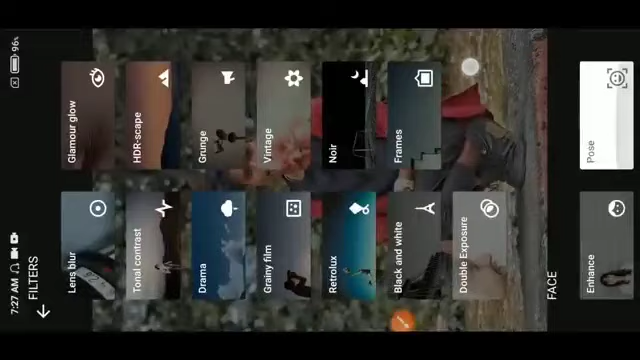 7:27 AM
96%
FILTERS
Lens blur
Glamour glow
Tonal contrast
HDR-scape
Drama
Grunge
Grainy film
Vintage
Retrolux
Noir
Black and white
Frames
Double Exposure
FACE
Enhance
Pose